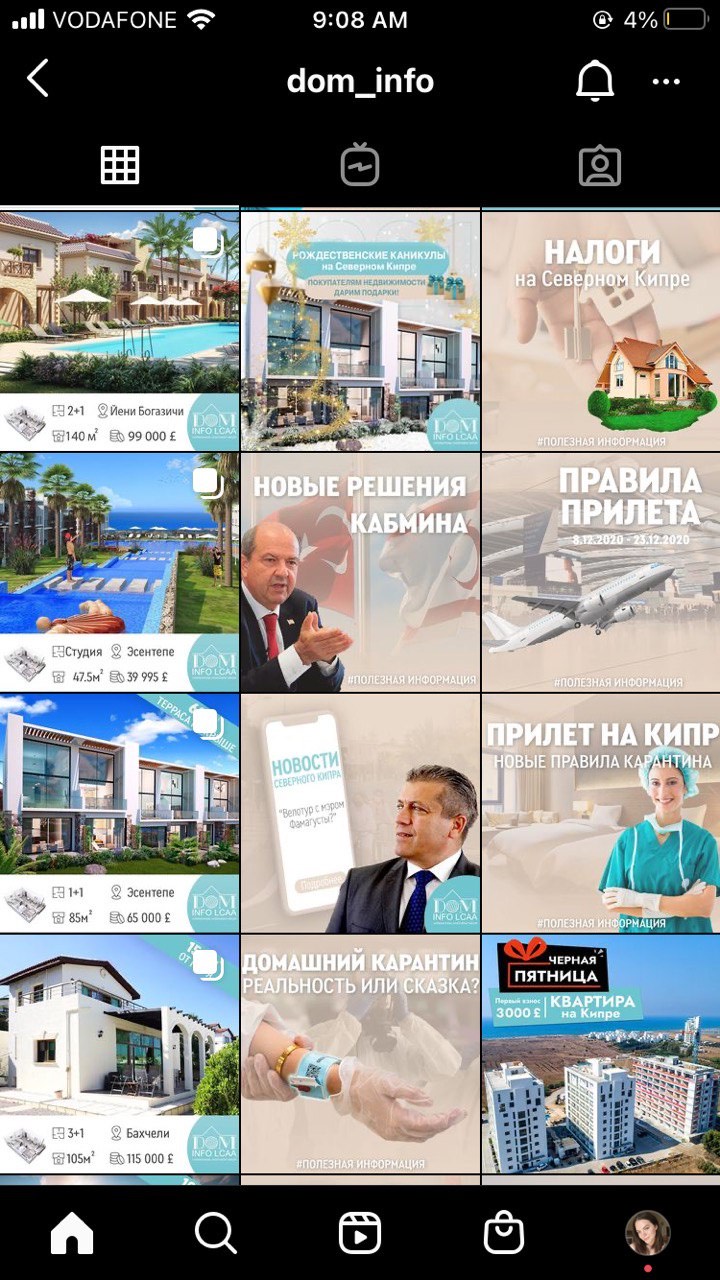 VODAFONE
9:08 AM
4%
dom_info
2+1 Йени Богазичи
140 м² 99 000 £
DOM
INFO LCAA
РОЖДЕСТВЕНСКИЕ КАНИКУЛЫ
на Северном Кипре
ПОКУПАТЕЛЯМ НЕДВИЖИМОСТИ
ДАРИМ ПОДАРКИ!
DOM
INFO LCAA
НАЛОГИ
на Северном Кипре
#ПОЛЕЗНАЯ ИНФОРМАЦИЯ
Студия Эсентепе
47.5м² 39 995 £
DOM
INFO LCAA
НОВЫЕ РЕШЕНИЯ
КАБМИНА
#ПОЛЕЗНАЯ ИНФОРМАЦИЯ
ПРАВИЛА
ПРИЛЕТА
8.12.2020 - 23.12.2020
#ПОЛЕЗНАЯ ИНФОРМАЦИЯ
ТЕРРАСА
1+1 Эсентепе
85м² 65 000 £
DOM
INFO LCAA
НОВОСТИ
СЕВЕРНОГО КИПРА
"Велотур с мэром
Фамагусты?"
Подробнее
DOM
INFO LCAA
ПРИЛЕТ НА КИПР
НОВЫЕ ПРАВИЛА КАРАНТИНА
#ПОЛЕЗНАЯ ИНФОРМАЦИЯ
3+1 Бахчели
105м² 115 000 £
DOM
INFO LCAA
ДОМАШНИЙ КАРАНТИН
РЕАЛЬНОСТЬ ИЛИ СКАЗКА?
#ПОЛЕЗНАЯ ИНФОРМАЦИЯ
ЧЕРНАЯ
ПЯТНИЦА
Первый взнос
3000 £
КВАРТИРА
на Кипре